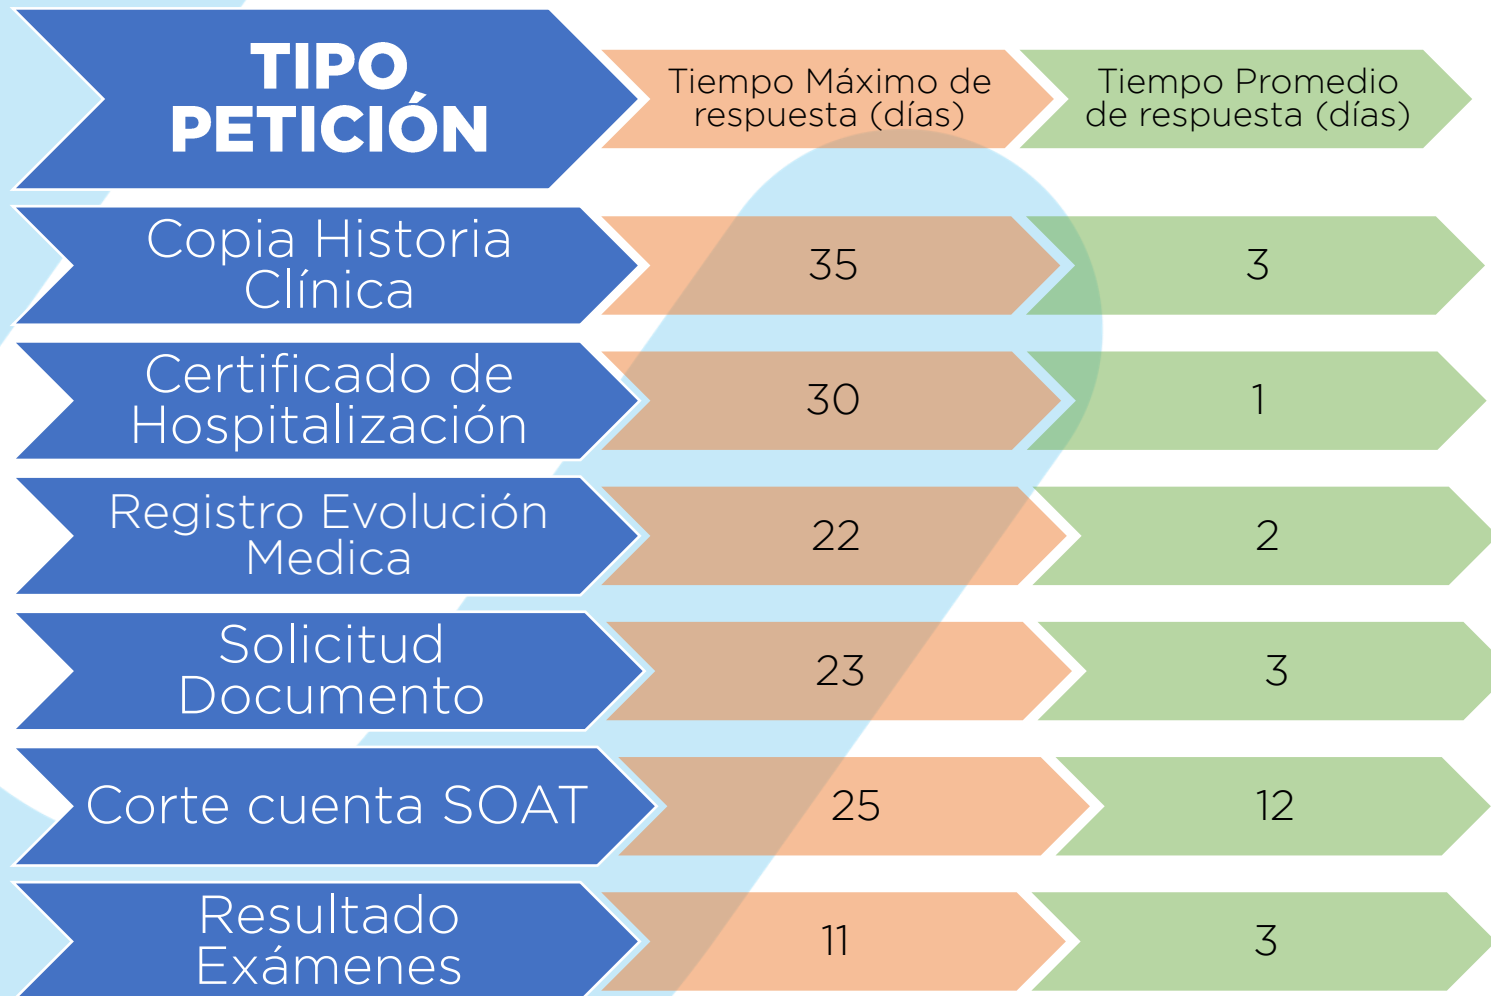 TIPO
PETICIÓN
Tiempo Máximo de
respuesta (días)
Tiempo Promedio
de respuesta (días)
Copia Historia
Clínica
35
3
Certificado de
Hospitalización
30
1
Registro Evolución
Medica
22
2
Solicitud
Documento
23
3
Corte cuenta SOAT
25
12
Resultado
Exámenes
11
3